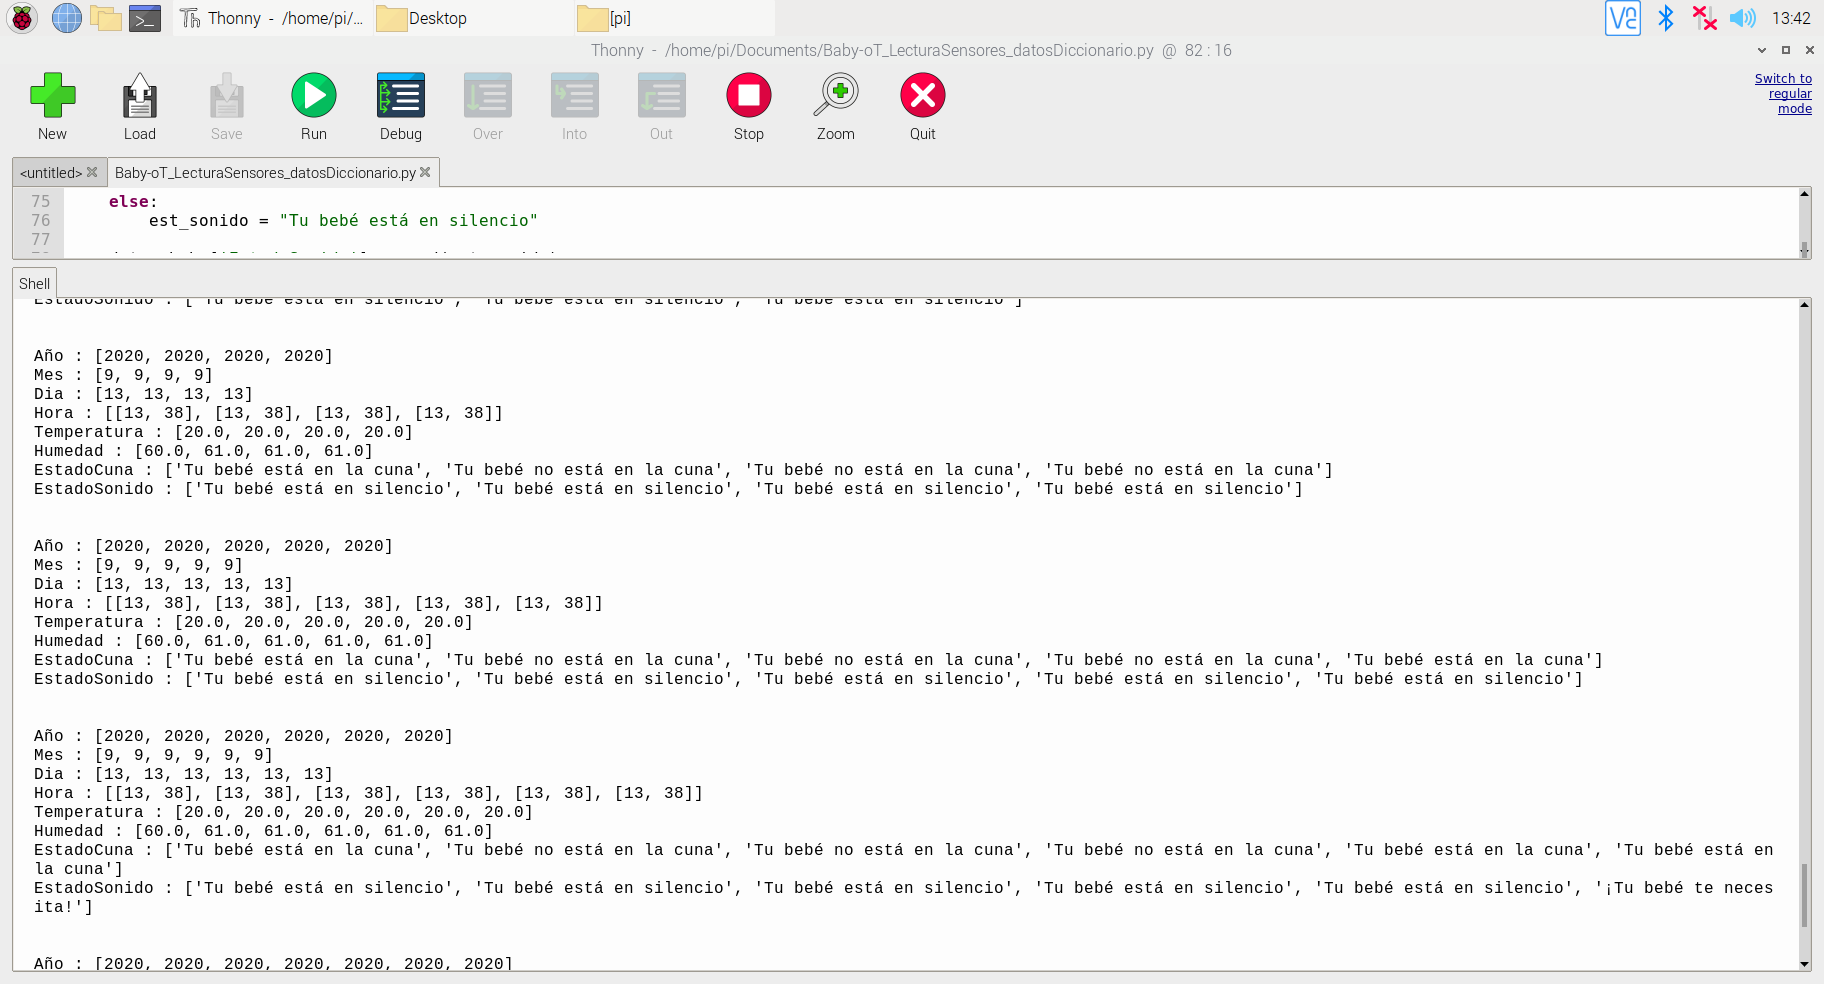 Thonny - /home/pi/... Desktop [pi] 13:42
Thonny - /home/pi/Documents/Baby-oT_LecturaSensores_datosDiccionario.py @ 82 : 16
New Load Save Run Debug Over Into Out Stop Zoom Quit
Switch to
regular
mode
<untitled> Baby-oT_LecturaSensores_datosDiccionario.py
75 else:
76 est_sonido = "Tu bebé está en silencio"
77
Shell
EstadoSonido : ['Tu bebé está en silencio', 'Tu bebé está en silencio', 'Tu bebé está en silencio']
Año : [2020, 2020, 2020, 2020]
Mes : [9, 9, 9, 9]
Dia : [13, 13, 13, 13]
Hora : [[13, 38], [13, 38], [13, 38], [13, 38]]
Temperatura : [20.0, 20.0, 20.0, 20.0]
Humedad : [60.0, 61.0, 61.0, 61.0]
EstadoCuna : ['Tu bebé está en la cuna', 'Tu bebé no está en la cuna', 'Tu bebé no está en la cuna', 'Tu bebé no está en la cuna']
EstadoSonido : ['Tu bebé está en silencio', 'Tu bebé está en silencio', 'Tu bebé está en silencio', 'Tu bebé está en silencio']
Año : [2020, 2020, 2020, 2020, 2020]
Mes : [9, 9, 9, 9, 9]
Dia : [13, 13, 13, 13, 13]
Hora : [[13, 38], [13, 38], [13, 38], [13, 38], [13, 38]]
Temperatura : [20.0, 20.0, 20.0, 20.0, 20.0]
Humedad : [60.0, 61.0, 61.0, 61.0, 61.0]
EstadoCuna : ['Tu bebé está en la cuna', 'Tu bebé no está en la cuna', 'Tu bebé no está en la cuna', 'Tu bebé no está en la cuna', 'Tu bebé está en la cuna']
EstadoSonido : ['Tu bebé está en silencio', 'Tu bebé está en silencio', 'Tu bebé está en silencio', 'Tu bebé está en silencio', 'Tu bebé está en silencio']
Año : [2020, 2020, 2020, 2020, 2020, 2020]
Mes : [9, 9, 9, 9, 9, 9]
Dia : [13, 13, 13, 13, 13, 13]
Hora : [[13, 38], [13, 38], [13, 38], [13, 38], [13, 38], [13, 38]]
Temperatura : [20.0, 20.0, 20.0, 20.0, 20.0, 20.0]
Humedad : [60.0, 61.0, 61.0, 61.0, 61.0, 61.0]
EstadoCuna : ['Tu bebé está en la cuna', 'Tu bebé no está en la cuna', 'Tu bebé no está en la cuna', 'Tu bebé no está en la cuna', 'Tu bebé está en la cuna', 'Tu bebé está en
la cuna']
EstadoSonido : ['Tu bebé está en silencio', 'Tu bebé está en silencio', 'Tu bebé está en silencio', 'Tu bebé está en silencio', 'Tu bebé está en silencio', '¡Tu bebé te neces
ita!']
Año : [2020, 2020, 2020, 2020, 2020, 2020, 2020]